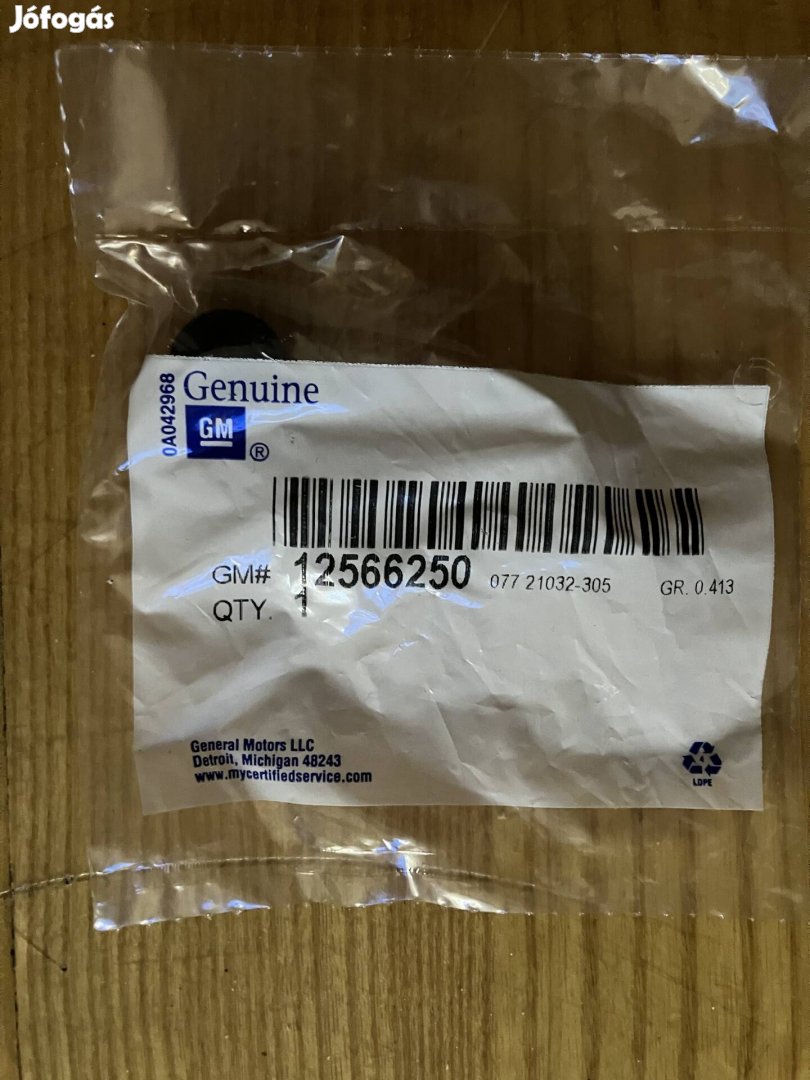 Jófogás
0A042968
Genuine
GM
®
GM# 12566250 077 21032-305 GR. 0.413
QTY. 1
General Motors LLC
Detroit, Michigan 48243
www.mycertifiedservice.com
4
LDPE